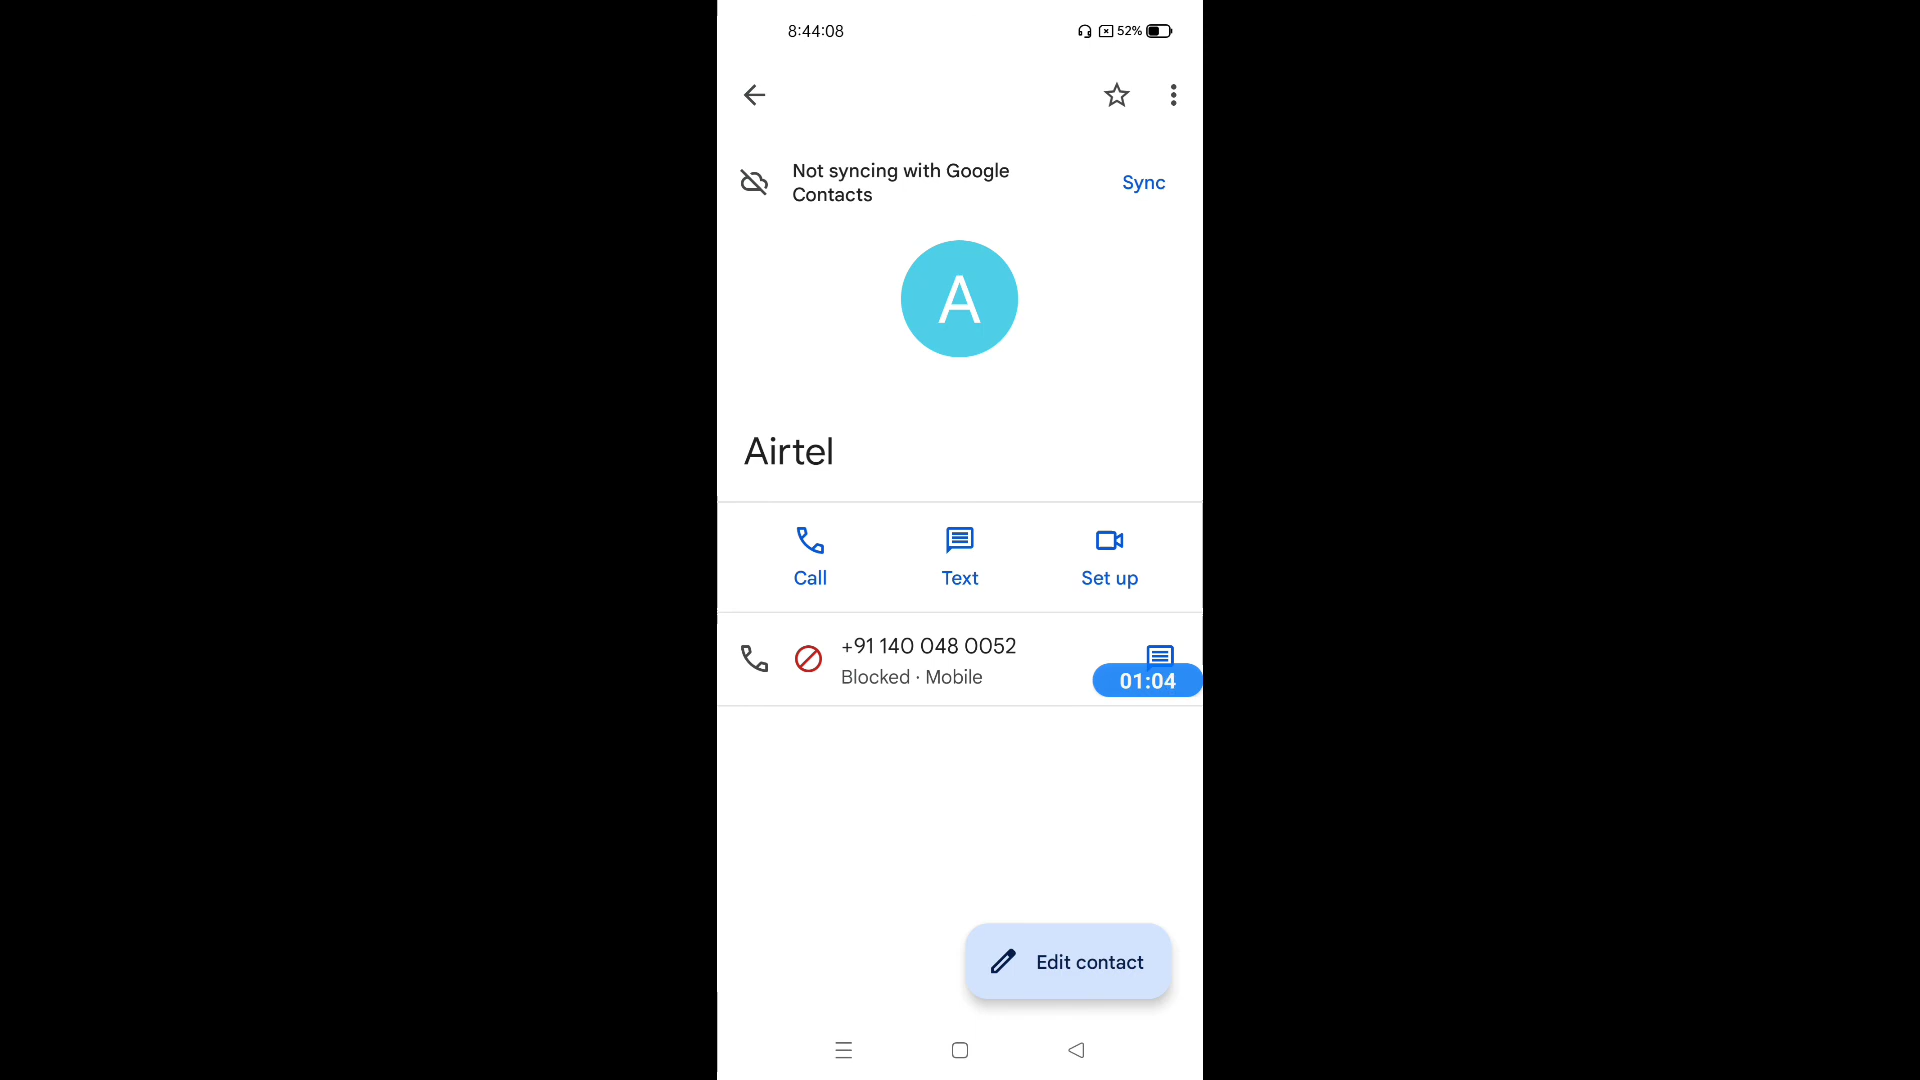 8:44:08
52%
Not syncing with Google
Contacts
Sync
A
Airtel
Call
Text
Set up
+91 140 048 0052
Blocked · Mobile
01:04
Edit contact